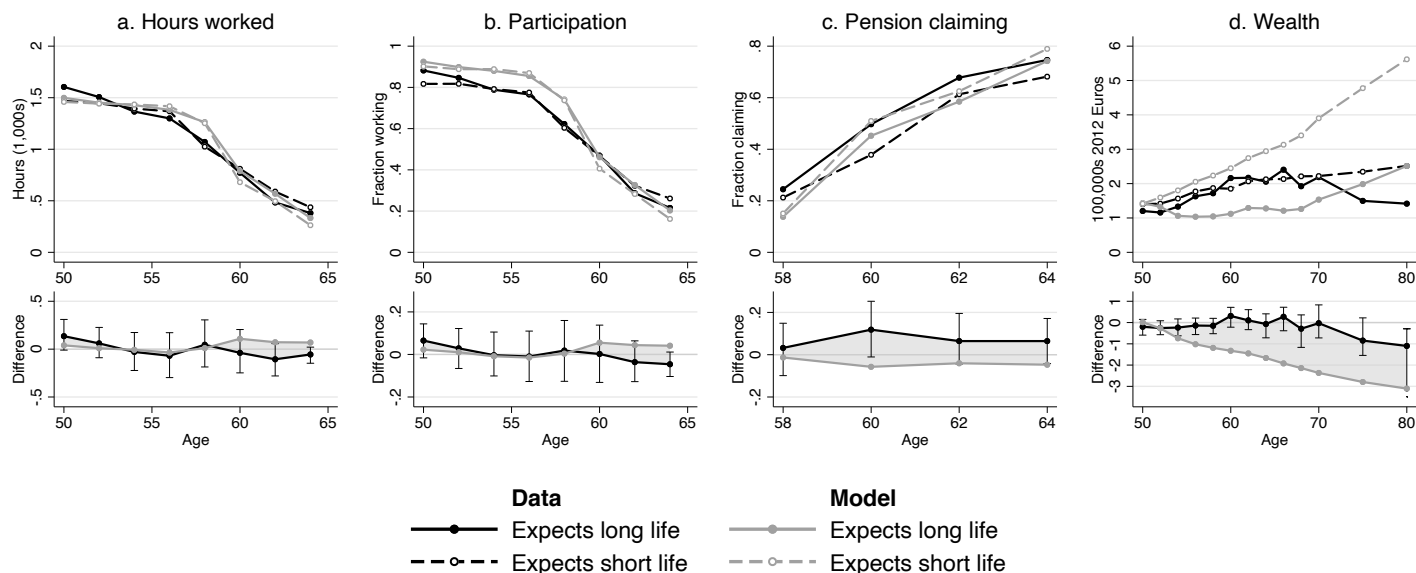 a. Hours worked
Hours (1,000s)
0 .5 1 1.5 2
50 55 60 65
Difference
-.5 0 .5
50 55 60 65
Age
b. Participation
Fraction working
0 .2 .4 .6 .8 1
50 55 60 65
Difference
-.2 0 .2
50 55 60 65
Age
c. Pension claiming
Fraction claiming
0 .2 .4 .6 .8
58 60 62 64
Difference
-.2 0 .2
58 60 62 64
Age
d. Wealth
100,000s 2012 Euros
0 1 2 3 4 5 6
50 60 70 80
Difference
-3 -2 -1 0 1
50 60 70 80
Age
Data
Expects long life
Expects short life
Model
Expects long life
Expects short life